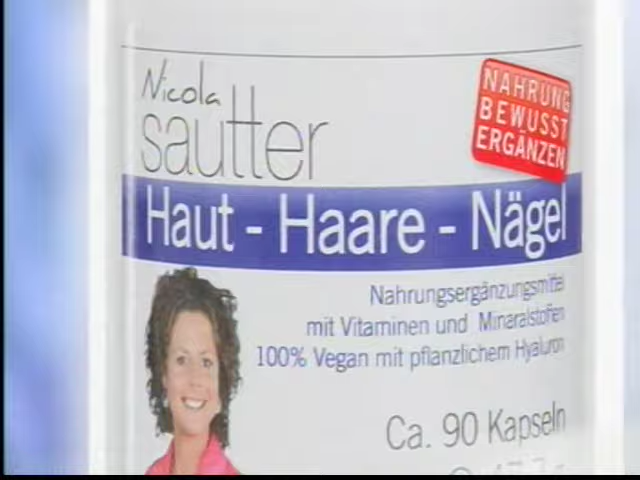 Nicola
sautter
NAHRUNG
BEWUSST
ERGÄNZEN
Haut - Haare - Nägel
Nahrungsergänzungsmittel
mit Vitaminen und Minaralstoffen
100% Vegan mit pflanzlichem Hyaluron
Ca. 90 Kapseln